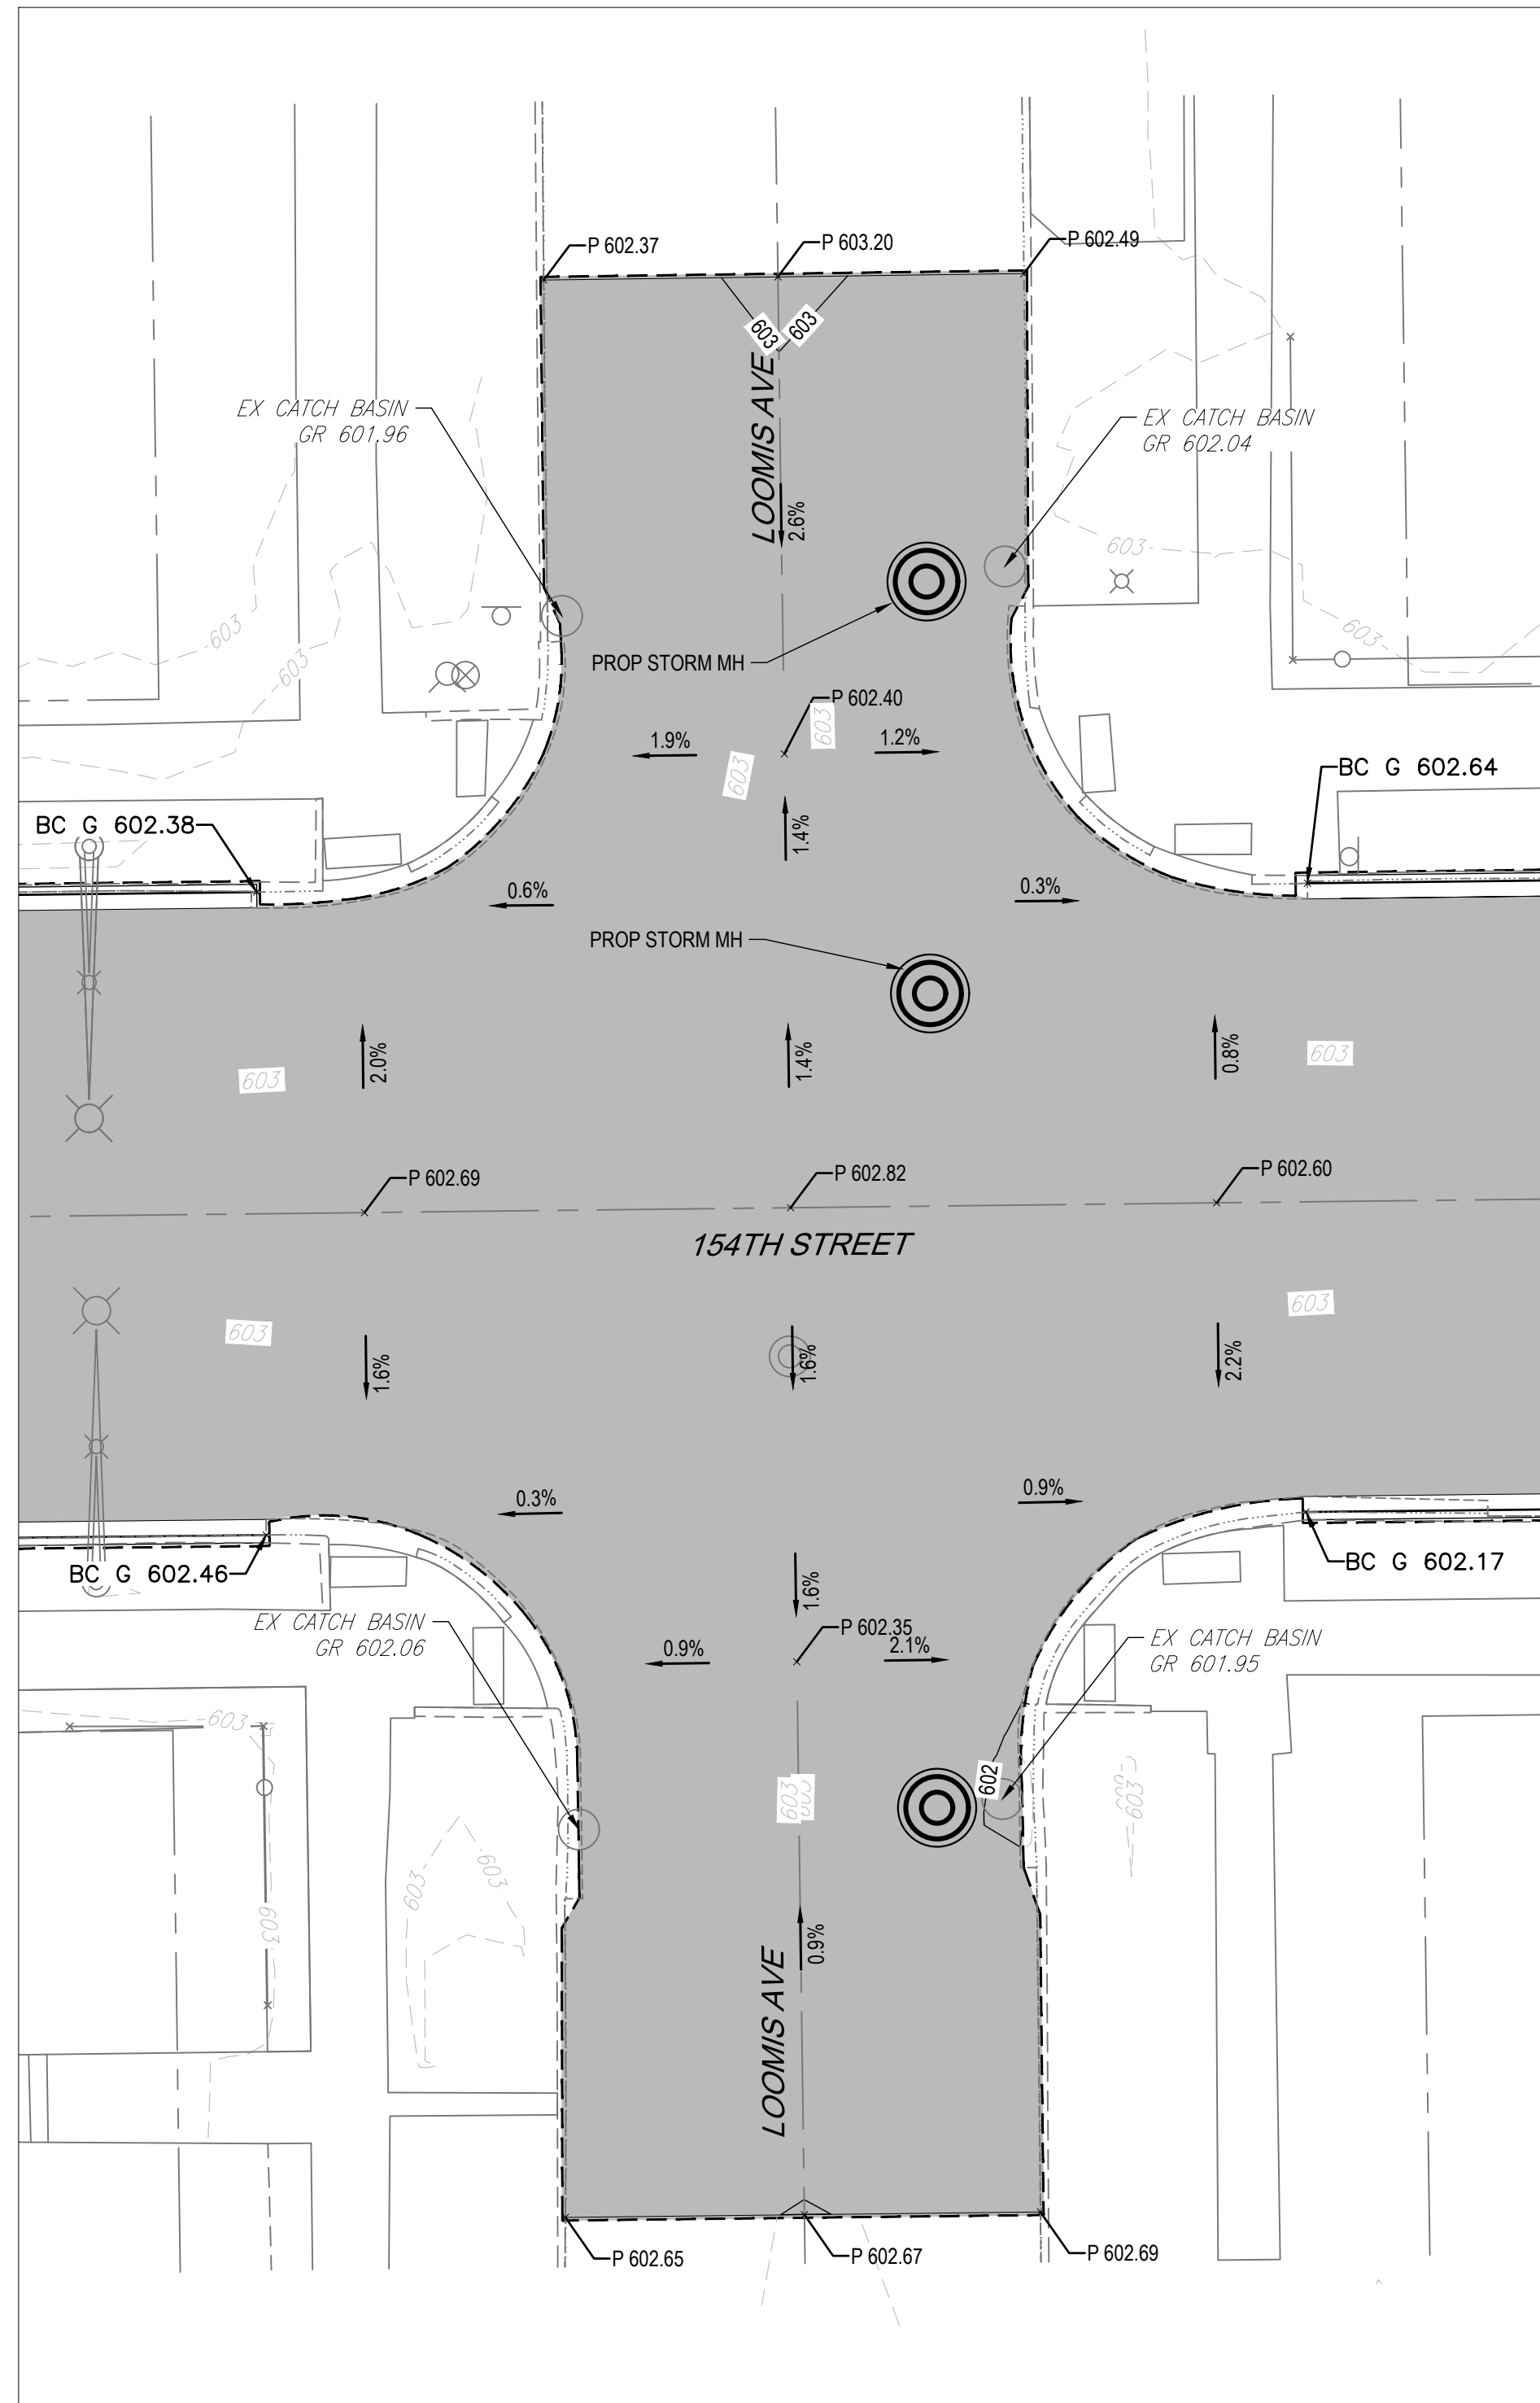 P 602.37
P 603.20
P 602.49
603
603
EX CATCH BASIN
GR 601.96
EX CATCH BASIN
GR 602.04
LOOMIS AVE
2.6%
603
603
603
603
PROP STORM MH
P 602.40
603
603
1.9%
1.2%
BC G 602.64
BC G 602.38
1.4%
0.6%
0.3%
PROP STORM MH
2.0%
1.4%
0.8%
603
603
P 602.69
P 602.82
P 602.60
154TH STREET
603
603
1.6%
1.6%
2.2%
0.3%
0.9%
BC G 602.46
BC G 602.17
1.6%
EX CATCH BASIN
GR 602.06
P 602.35
0.9%
2.1%
EX CATCH BASIN
GR 601.95
603
602
603
603
603
603
603
0.9%
LOOMIS AVE
P 602.65
P 602.67
P 602.69